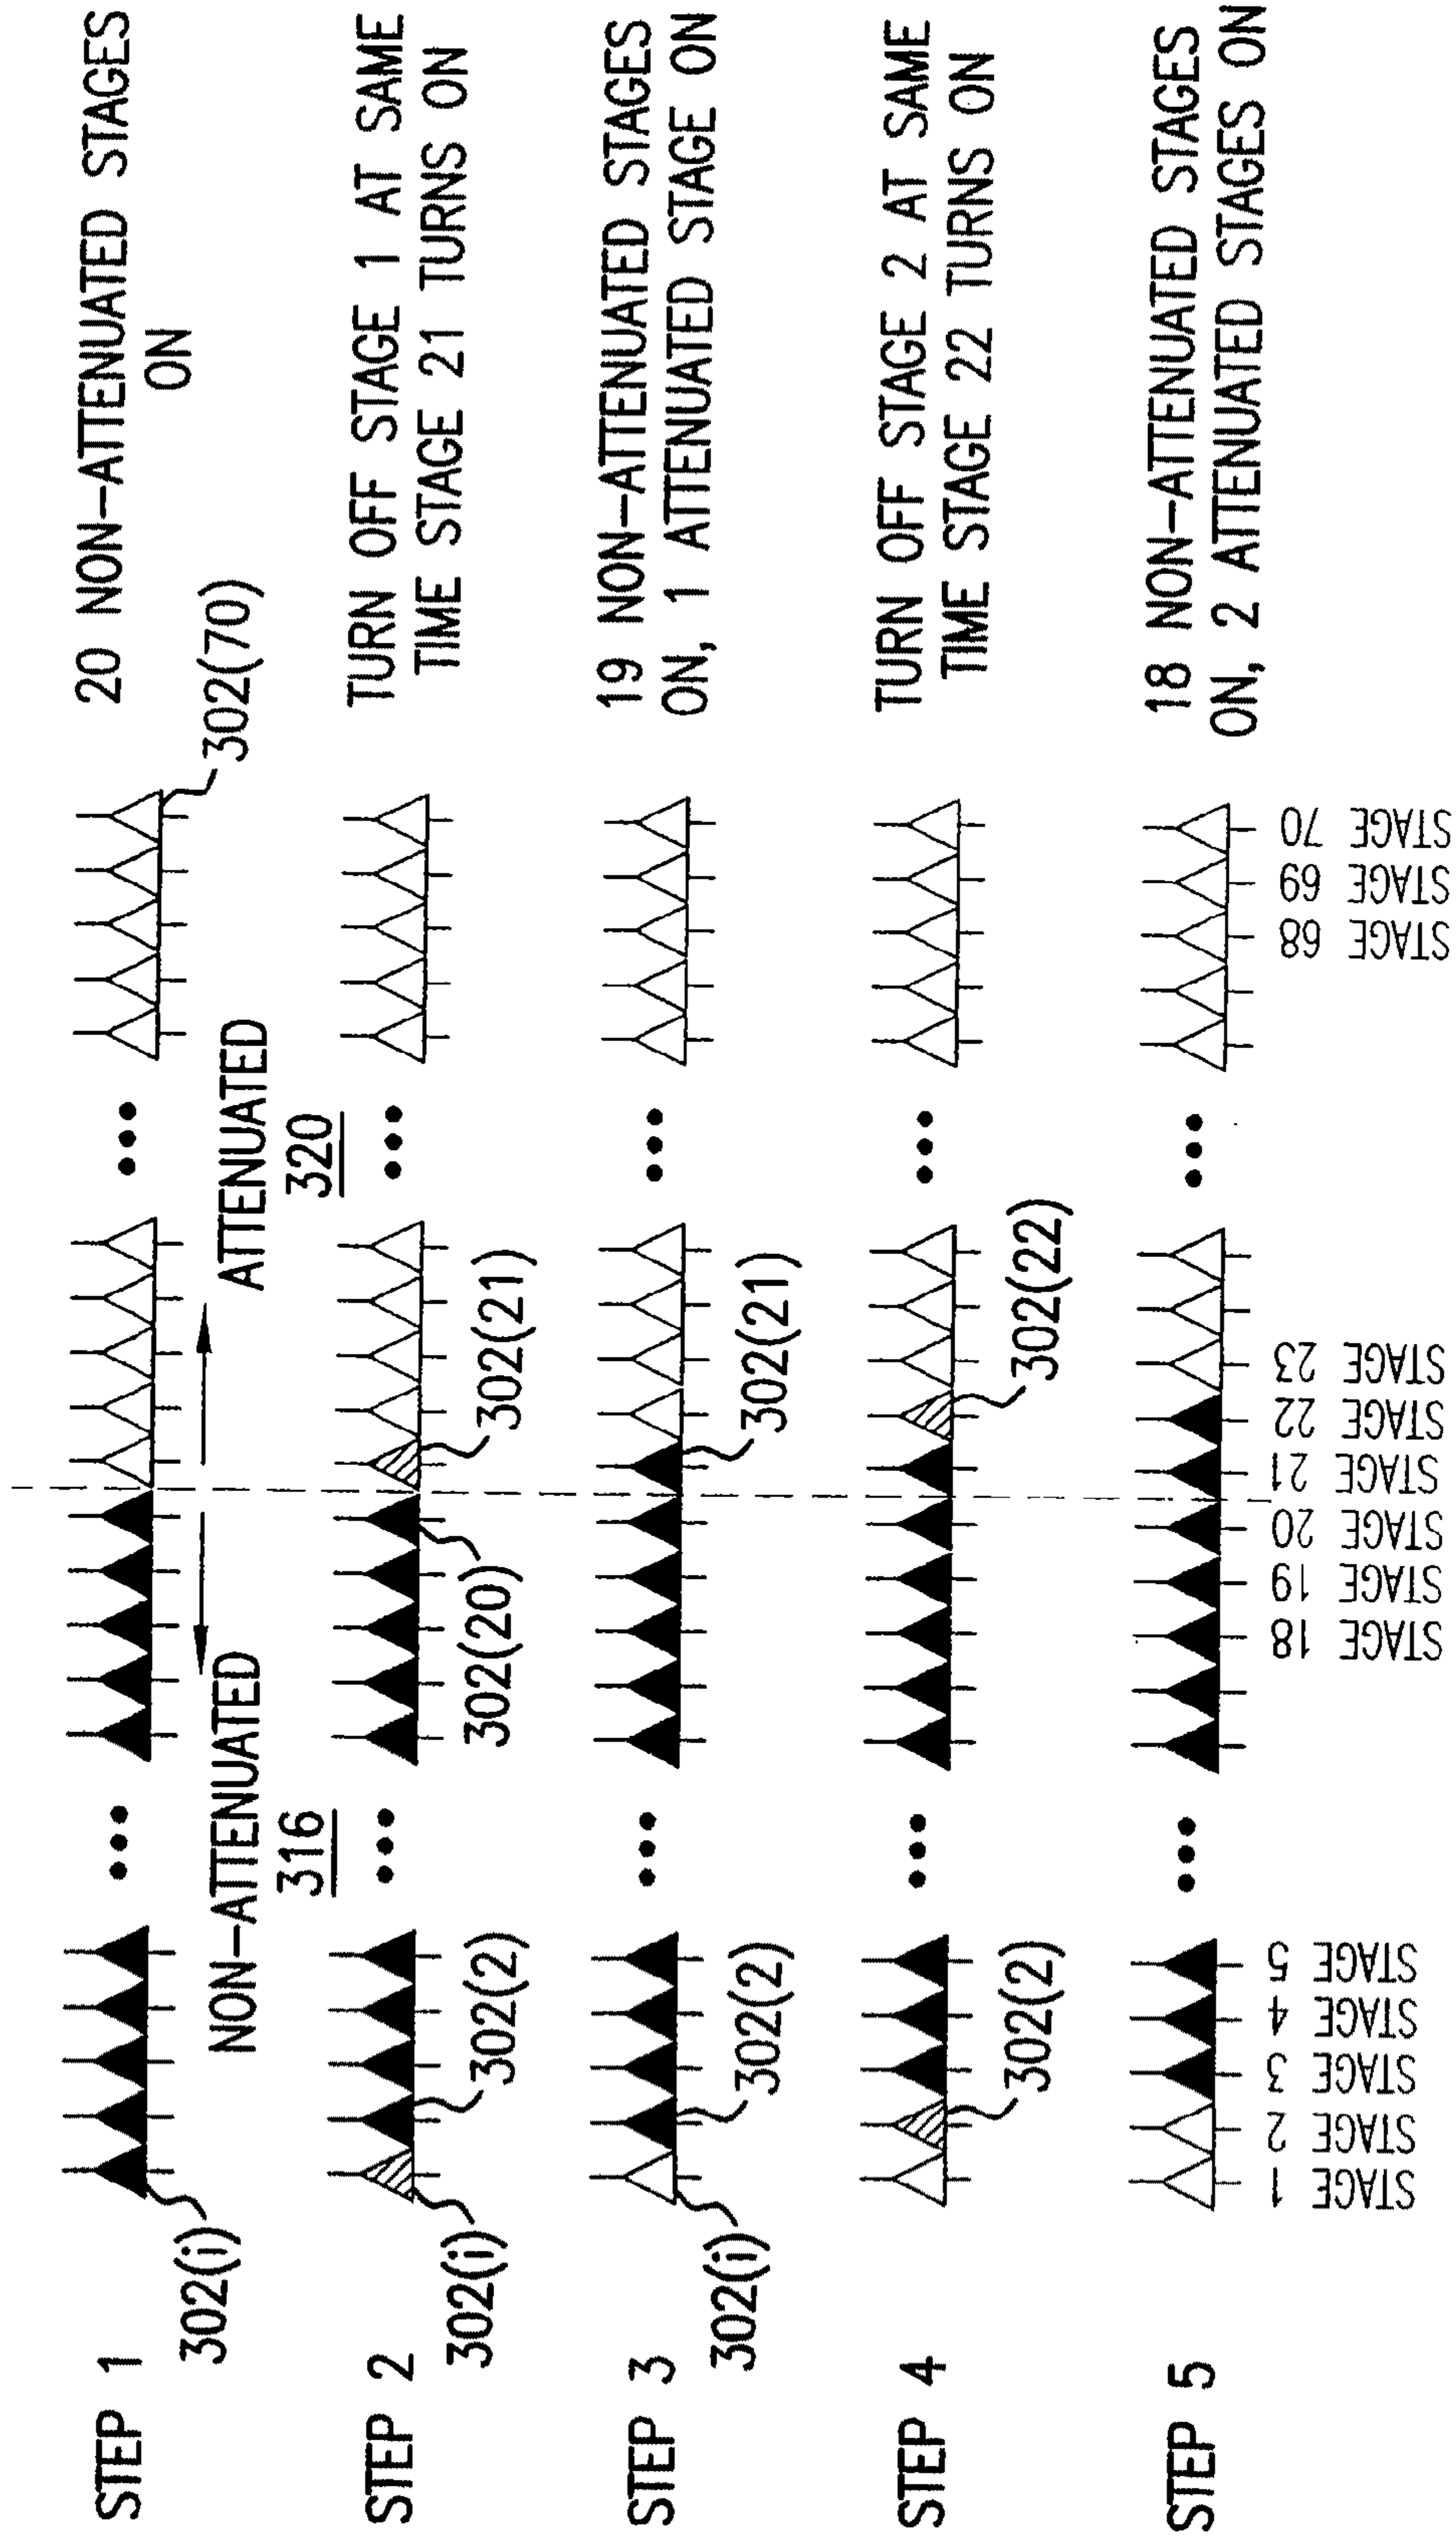 STEP 1
302(i)
302(70)
20 NON-ATTENUATED STAGES
ON
NON-ATTENUATED
316
ATTENUATED
320
STEP 2
302(i)
302(2)
302(20)
302(21)
TURN OFF STAGE 1 AT SAME
TIME STAGE 21 TURNS ON
STEP 3
302(i)
302(2)
302(21)
19 NON-ATTENUATED STAGES
ON, 1 ATTENUATED STAGE ON
STEP 4
302(2)
302(22)
TURN OFF STAGE 2 AT SAME
TIME STAGE 22 TURNS ON
STEP 5
18 NON-ATTENUATED STAGES
ON, 2 ATTENUATED STAGES ON
STAGE 1
STAGE 2
STAGE 3
STAGE 4
STAGE 5
STAGE 18
STAGE 19
STAGE 20
STAGE 21
STAGE 22
STAGE 23
STAGE 68
STAGE 69
STAGE 70